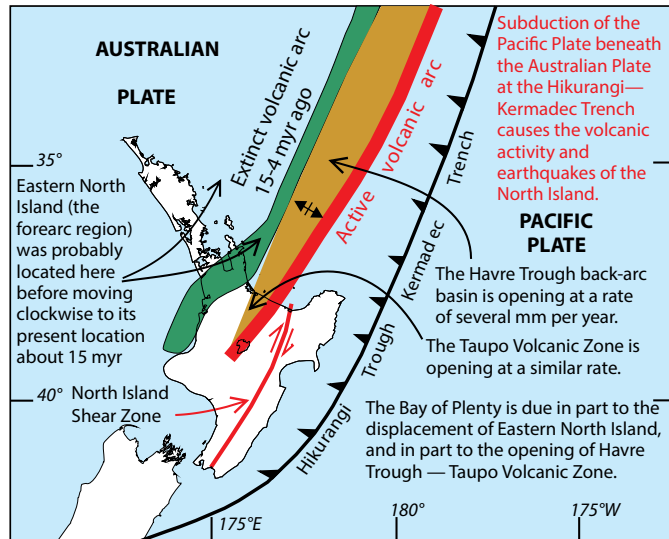 AUSTRALIAN
PLATE
Subduction of the
Pacific Plate beneath
the Australian Plate
at the Hikurangi—
Kermadec Trench
causes the volcanic
activity and
earthquakes of the
North Island.
Extinct volcanic arc
15-4 myr ago
Active volcanic arc
Trench
Kermad ec
Trough
Hikurangi
35°
Eastern North
Island (the
forearc region)
was probably
located here
before moving
clockwise to its
present location
about 15 myr
PACIFIC
PLATE
The Havre Trough back-arc
basin is opening at a rate
of several mm per year.
The Taupo Volcanic Zone is
opening at a similar rate.
40°
North Island
Shear Zone
The Bay of Plenty is due in part to the
displacement of Eastern North Island,
and in part to the opening of Havre
Trough — Taupo Volcanic Zone.
175°E
180°
175°W